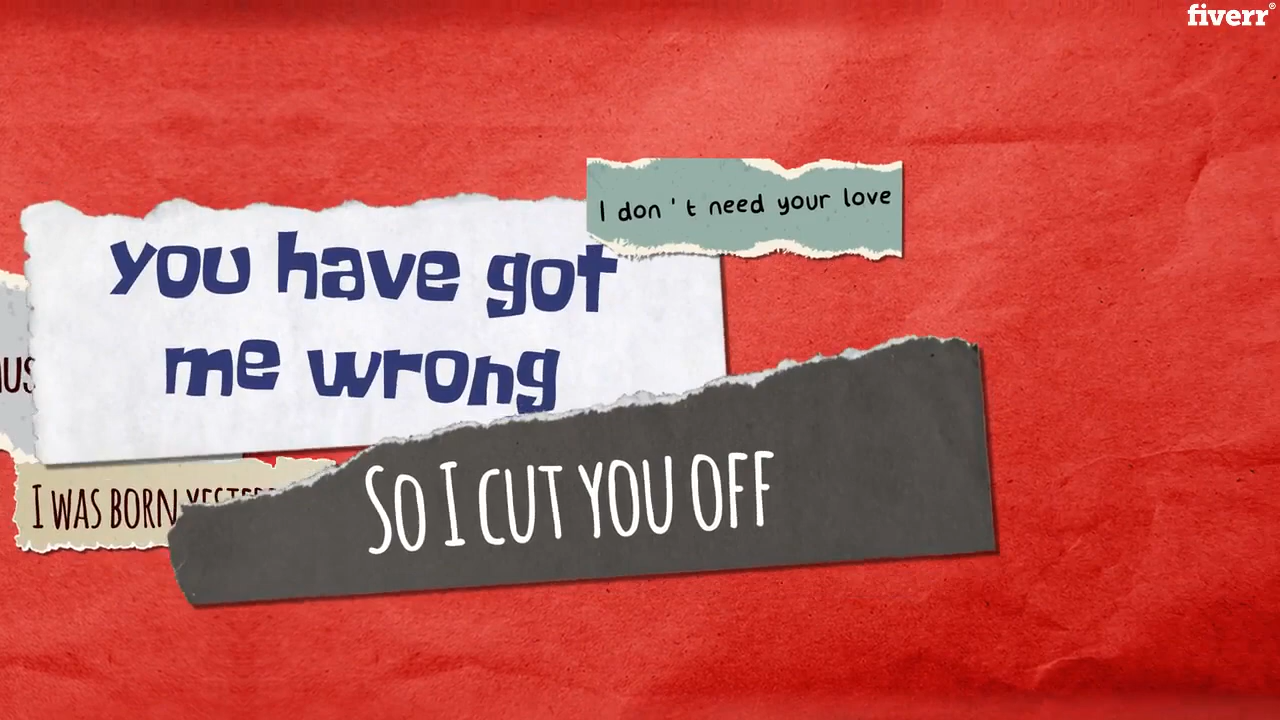 fiverr®
I don't need your love
you have got
me wrong
I WAS BORN
SO I CUT YOU OFF